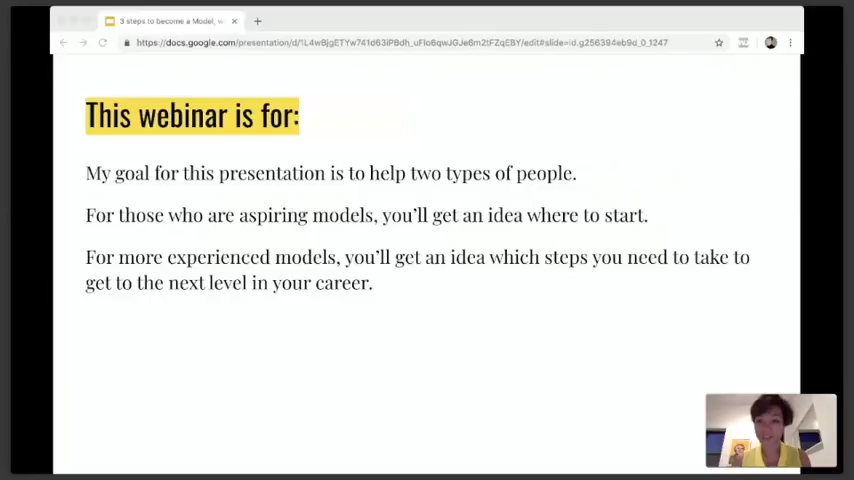 3 steps to become a Model, w
https://docs.google.com/presentation/d/1L4wBjgETYw741d63iPBdh_uFlo6qwJGJe6m2tFZqEBY/edit#slide=id.g256394eb9d_0_1247
This webinar is for:
My goal for this presentation is to help two types of people.
For those who are aspiring models, you'll get an idea where to start.
For more experienced models, you'll get an idea which steps you need to take to
get to the next level in your career.